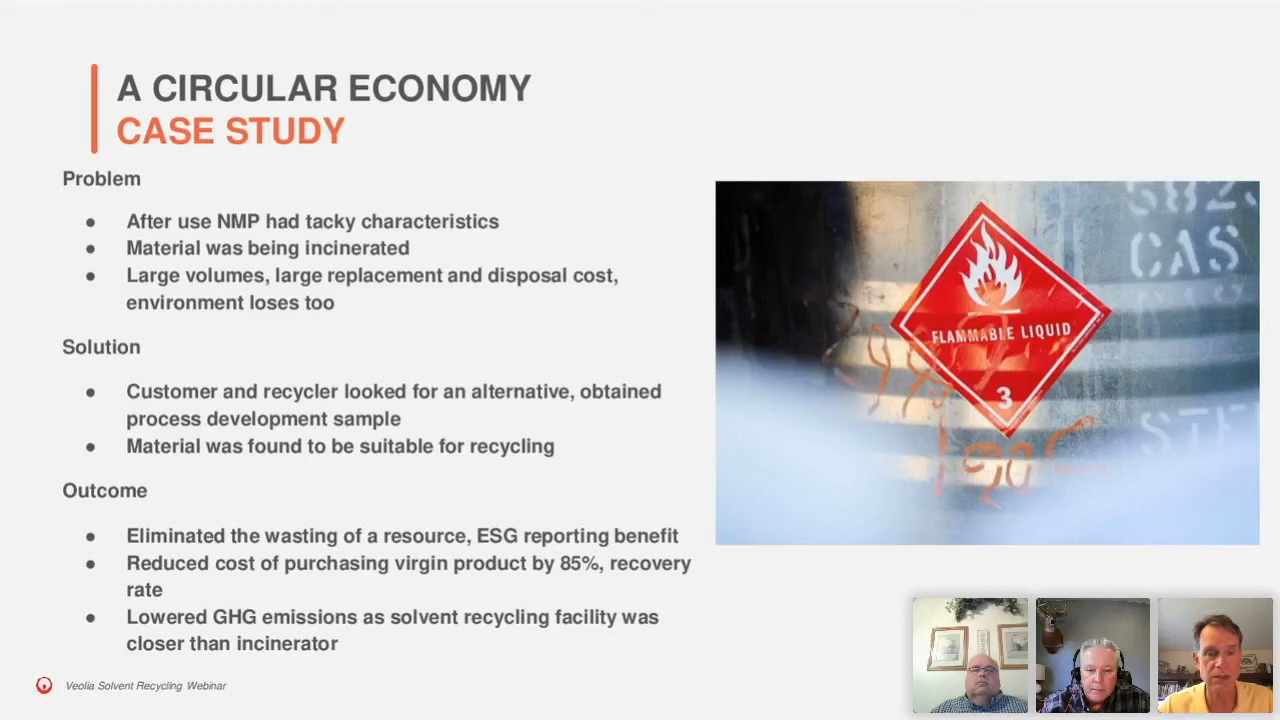 A CIRCULAR ECONOMY
CASE STUDY
Problem
● After use NMP had tacky characteristics
● Material was being incinerated
● Large volumes, large replacement and disposal cost,
environment loses too
Solution
● Customer and recycler looked for an alternative, obtained
process development sample
● Material was found to be suitable for recycling
Outcome
● Eliminated the wasting of a resource, ESG reporting benefit
● Reduced cost of purchasing virgin product by 85%, recovery
rate
● Lowered GHG emissions as solvent recycling facility was
closer than incinerator
Veolia Solvent Recycling Webinar
CAS
FLAMMABLE LIQUID
3